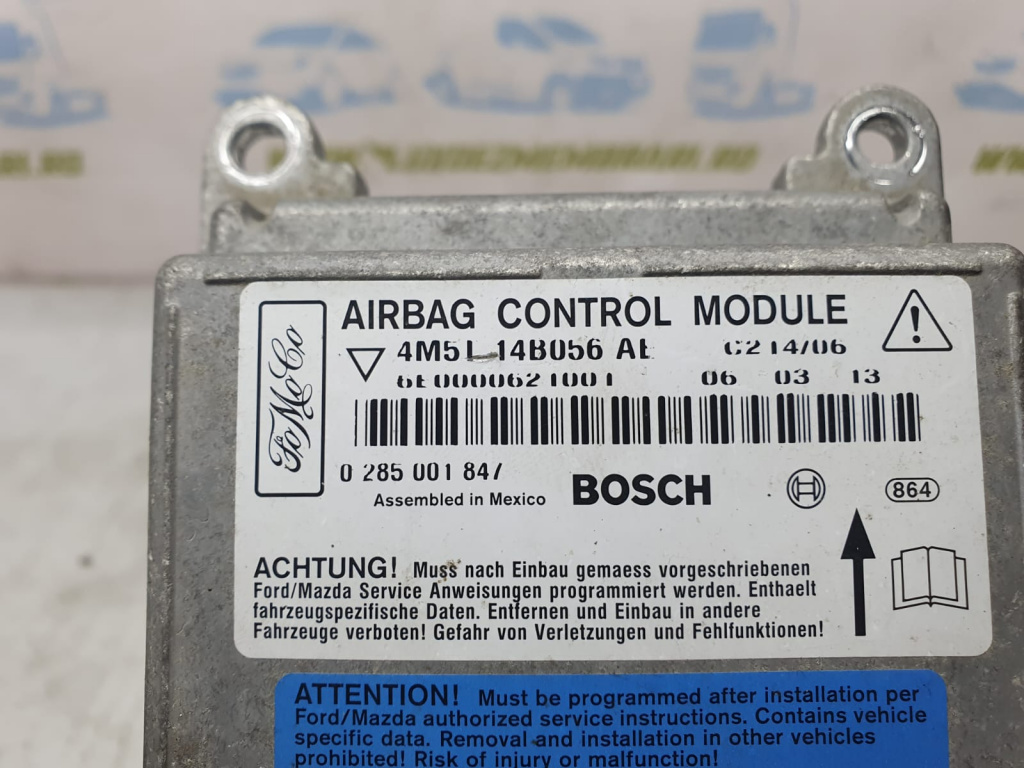 AIRBAG CONTROL MODULE
14B056 C214/06
6E0000621001 06 03 13
FoMoCo
0 285 001 847
Assembled in Mexico BOSCH 864
ACHTUNG! Muss nach Einbau gemaess vorgeschriebenen
Ford/Mazda Service Anweisungen programmiert werden. Enthaelt
fahrzeugspezifische Daten. Entfernen und Einbau in andere
Fahrzeuge verboten! Gefahr von Verletzungen und Fehlfunktionen!
ATTENTION! Must be programmed after installation per
Ford/Mazda authorized service instructions. Contains vehicle
specific data. Removal and installation in other vehicles
prohibited! Risk of injury or malfunction!